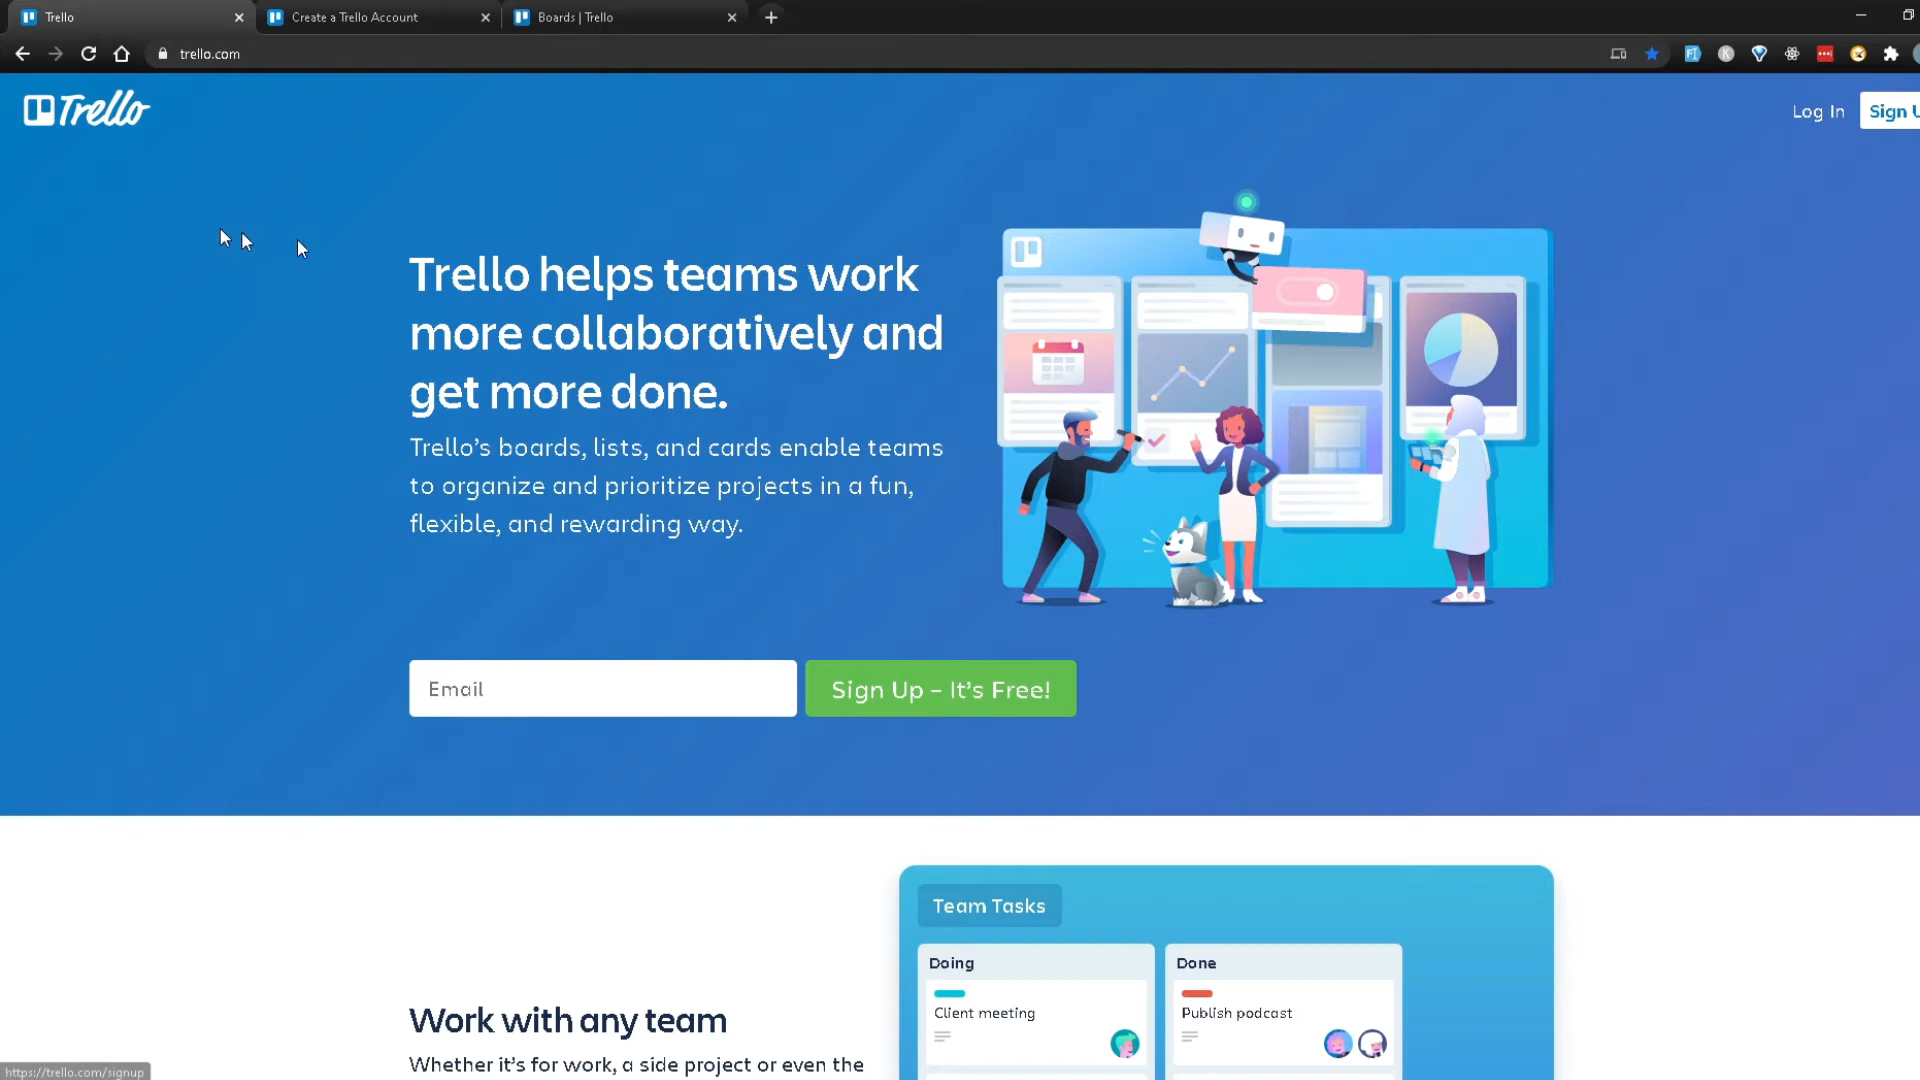 Trello
Create a Trello Account
Boards | Trello
trello.com
Trello
Log In
Sign U
Trello helps teams work
more collaboratively and
get more done.
Trello's boards, lists, and cards enable teams
to organize and prioritize projects in a fun,
flexible, and rewarding way.
Email
Sign Up – It's Free!
Team Tasks
Doing
Done
Client meeting
Publish podcast
Work with any team
Whether it's for work, a side project or even the
https://trello.com/signup